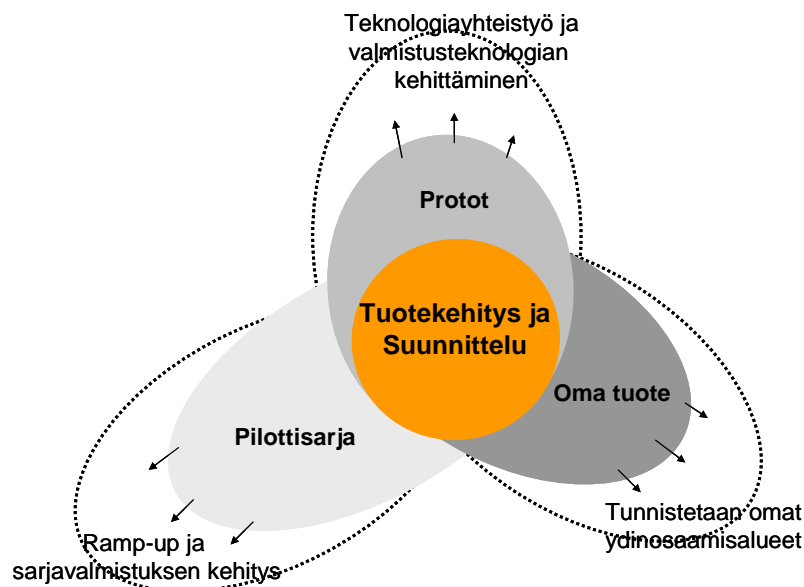 Teknologiayhteistyö ja
valmistusteknologian
kehittäminen
Protot
Tuotekehitys ja
Suunnittelu
Oma tuote
Pilottisarja
Tunnistetaan omat
ydinosaamisalueet
Ramp-up ja
sarjavalmistuksen kehitys